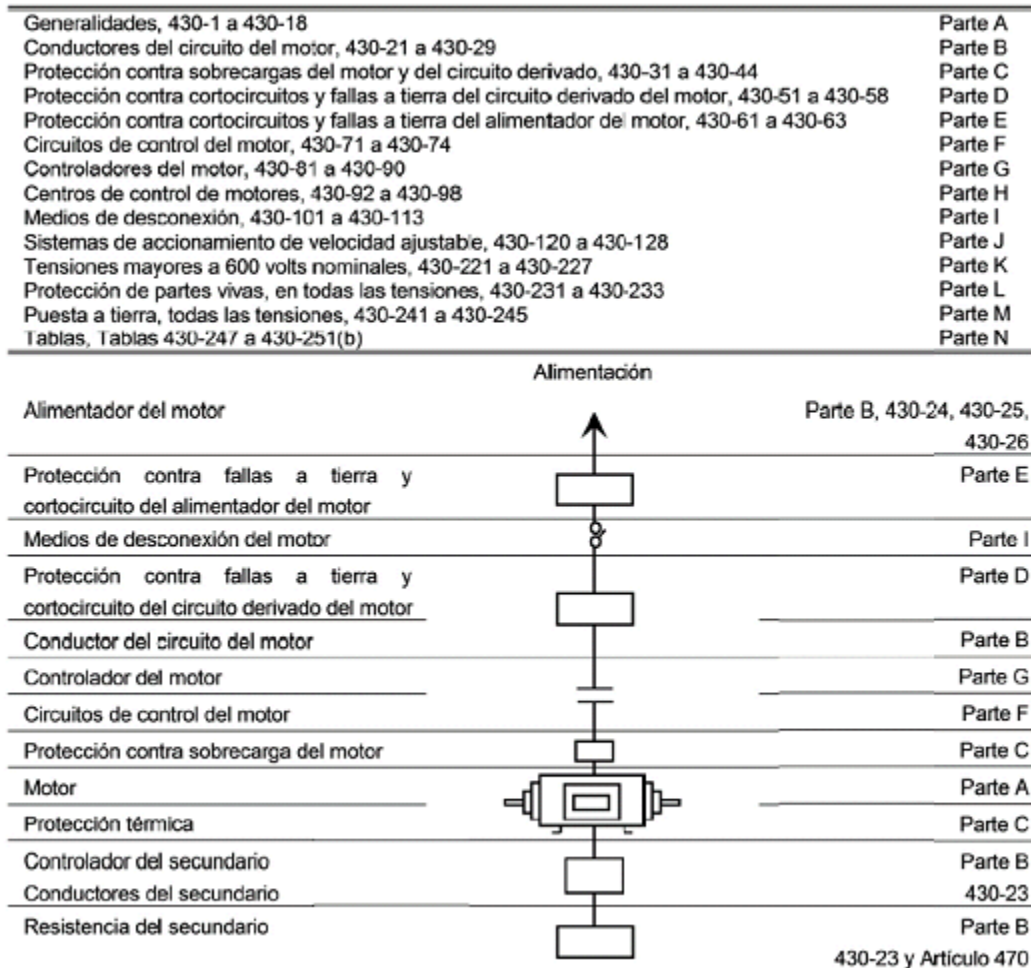 Generalidades, 430-1 a 430-18 Parte A
Conductores del circuito del motor, 430-21 a 430-29 Parte B
Protección contra sobrecargas del motor y del circuito derivado, 430-31 a 430-44 Parte C
Protección contra cortocircuitos y fallas a tierra del circuito derivado del motor, 430-51 a 430-58 Parte D
Protección contra cortocircuitos y fallas a tierra del alimentador del motor, 430-61 a 430-63 Parte E
Circuitos de control del motor, 430-71 a 430-74 Parte F
Controladores del motor, 430-81 a 430-90 Parte G
Centros de control de motores, 430-92 a 430-98 Parte H
Medios de desconexión, 430-101 a 430-113 Parte I
Sistemas de accionamiento de velocidad ajustable, 430-120 a 430-128 Parte J
Tensiones mayores a 600 volts nominales, 430-221 a 430-227 Parte K
Protección de partes vivas, en todas las tensiones, 430-231 a 430-233 Parte L
Puesta a tierra, todas las tensiones, 430-241 a 430-245 Parte M
Tablas, Tablas 430-247 a 430-251(b) Parte N
Alimentación
Alimentador del motor Parte B, 430-24, 430-25,
430-26
Protección contra fallas a tierra y Parte E
cortocircuito del alimentador del motor
Medios de desconexión del motor Parte I
Protección contra fallas a tierra y Parte D
cortocircuito del circuito derivado del motor
Conductor del circuito del motor Parte B
Controlador del motor Parte G
Circuitos de control del motor Parte F
Protección contra sobrecarga del motor Parte C
Motor Parte A
Protección térmica Parte C
Controlador del secundario Parte B
Conductores del secundario 430-23
Resistencia del secundario Parte B
430-23 y Artículo 470